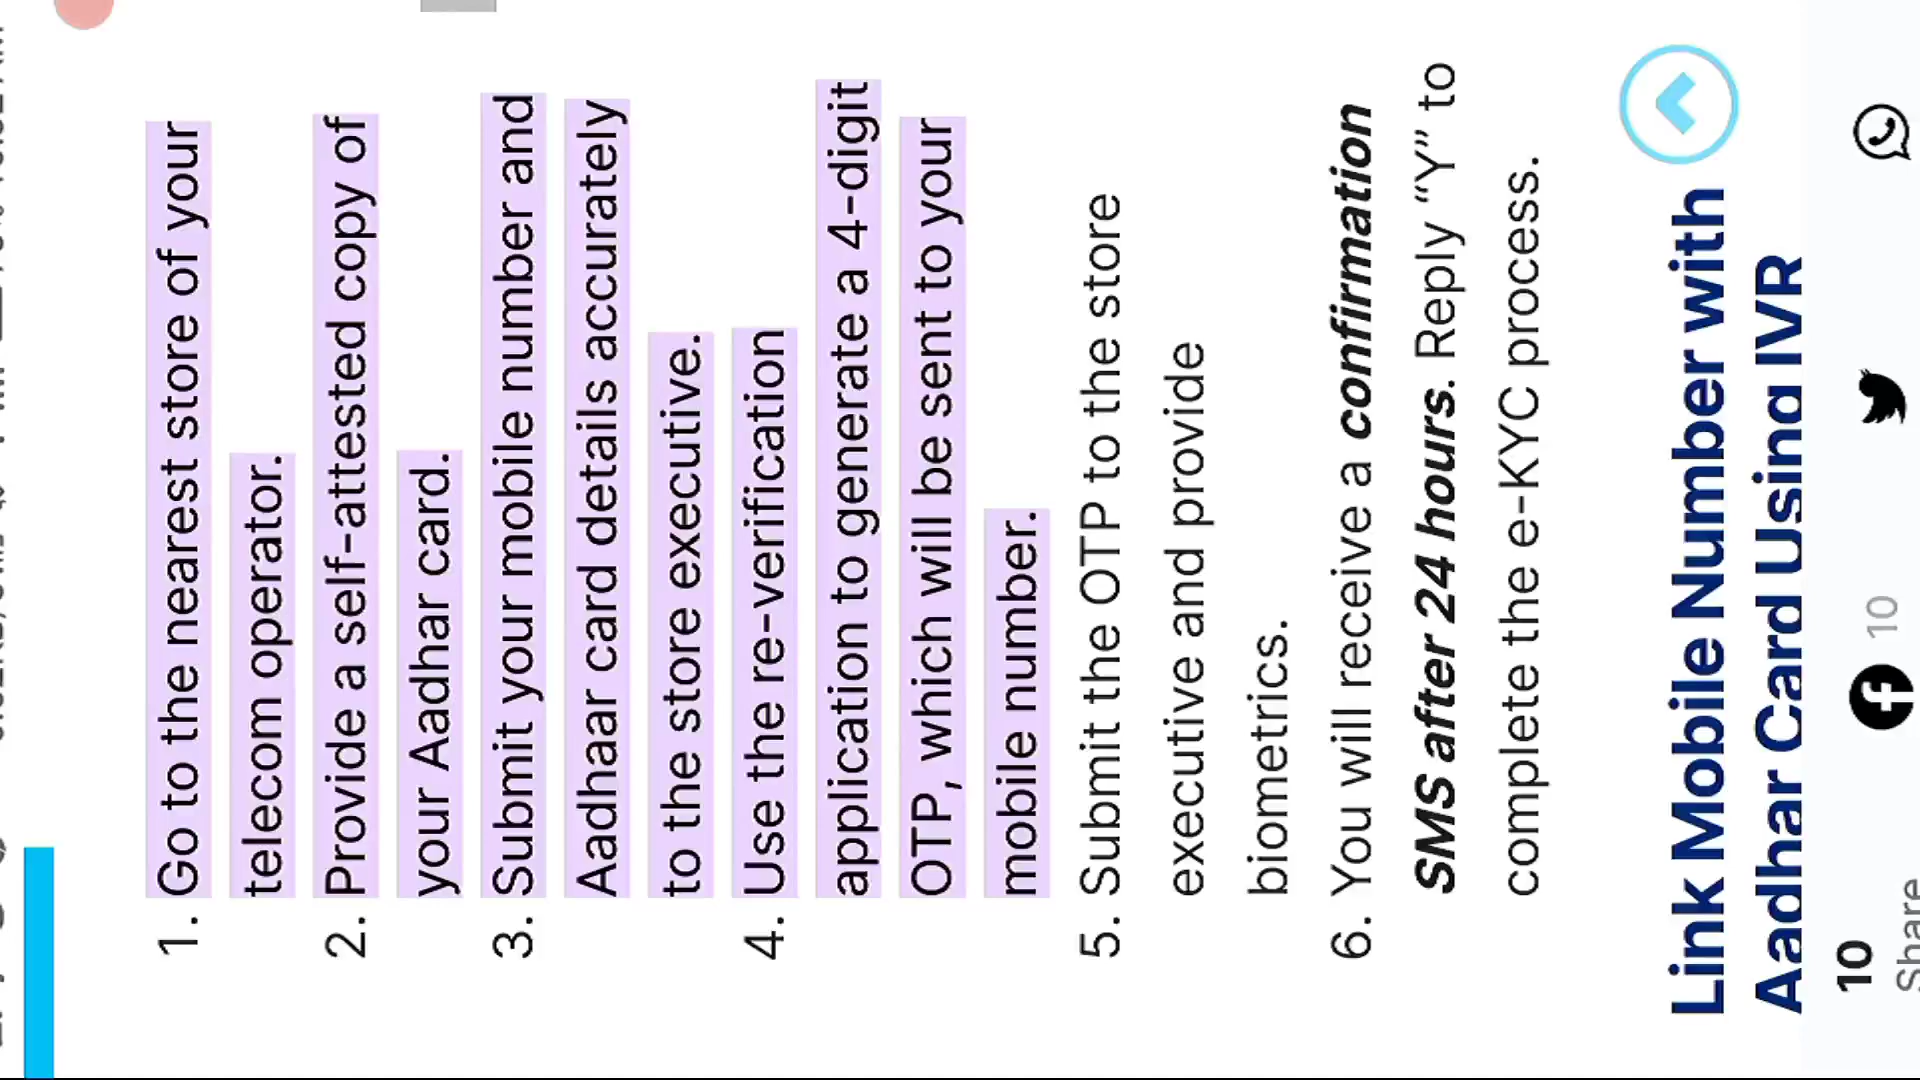 1. Go to the nearest store of your
telecom operator.
2. Provide a self-attested copy of
your Aadhar card.
3. Submit your mobile number and
Aadhaar card details accurately
to the store executive.
4. Use the re-verification
application to generate a 4-digit
OTP, which will be sent to your
mobile number.
5. Submit the OTP to the store
executive and provide
biometrics.
6. You will receive a confirmation
SMS after 24 hours. Reply “Y” to
complete the e-KYC process.
Link Mobile Number with
Aadhar Card Using IVR
10
Share
10